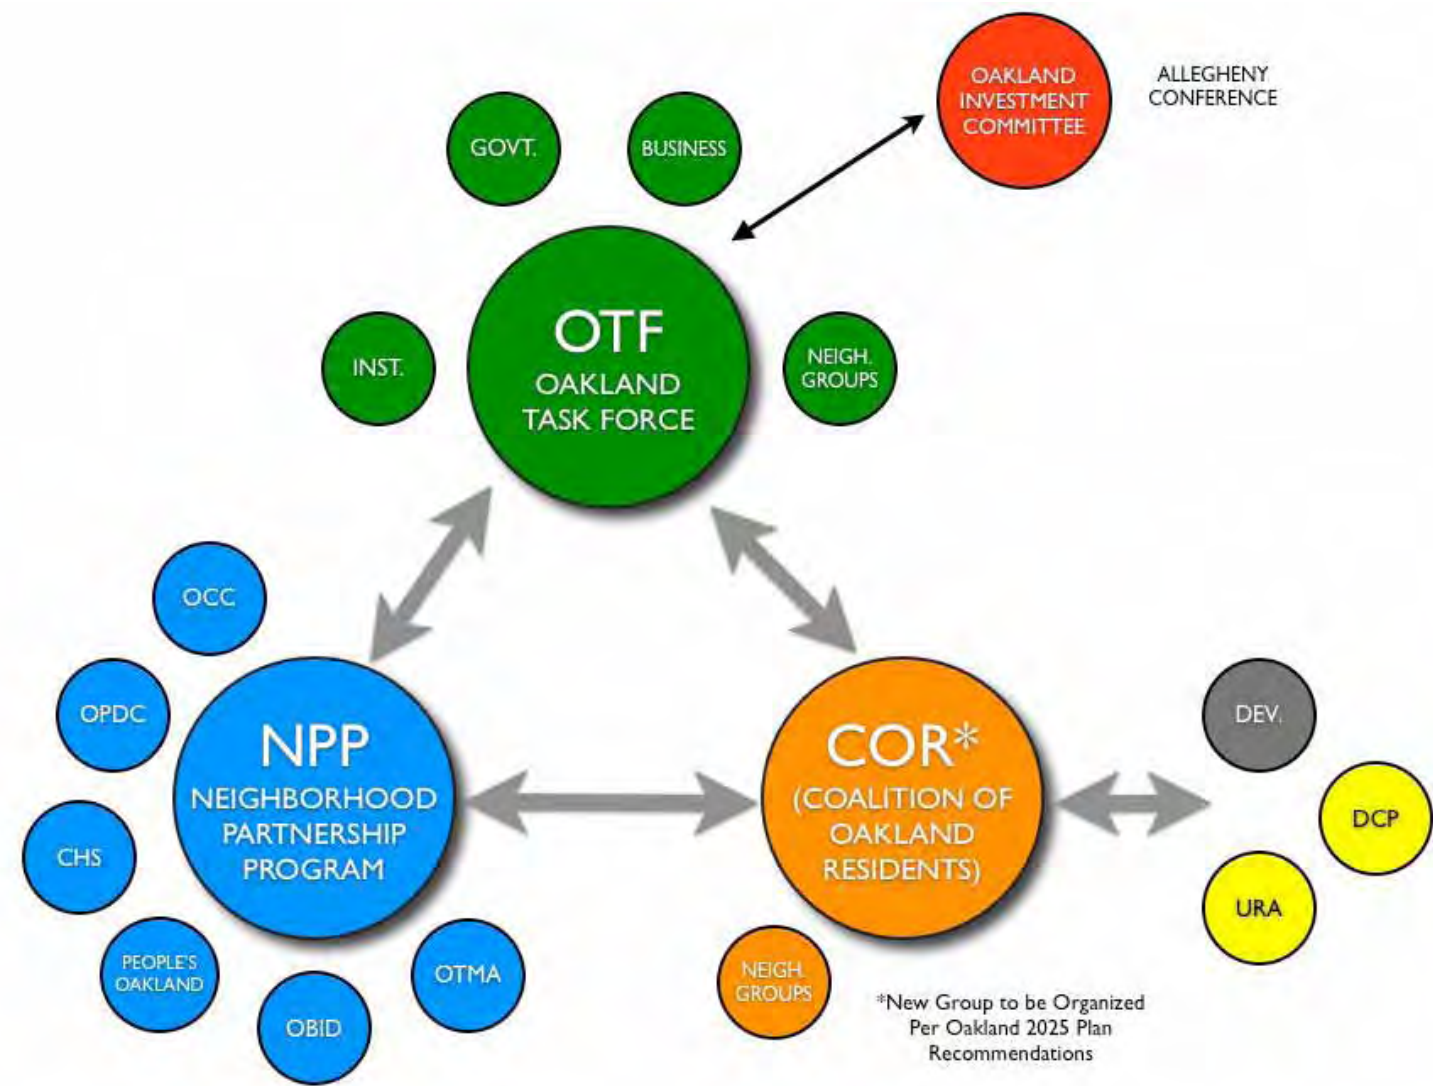 OAKLAND
INVESTMENT
COMMITTEE
ALLEGHENY
CONFERENCE
GOVT.
BUSINESS
OTF
OAKLAND
TASK FORCE
INST.
NEIGH.
GROUPS
OCC
OPDC
NPP
NEIGHBORHOOD
PARTNERSHIP
PROGRAM
CHS
PEOPLE'S
OAKLAND
OBID
OTMA
COR*
(COALITION OF
OAKLAND
RESIDENTS)
NEIGH.
GROUPS
DEV.
DCP
URA
*New Group to be Organized
Per Oakland 2025 Plan
Recommendations